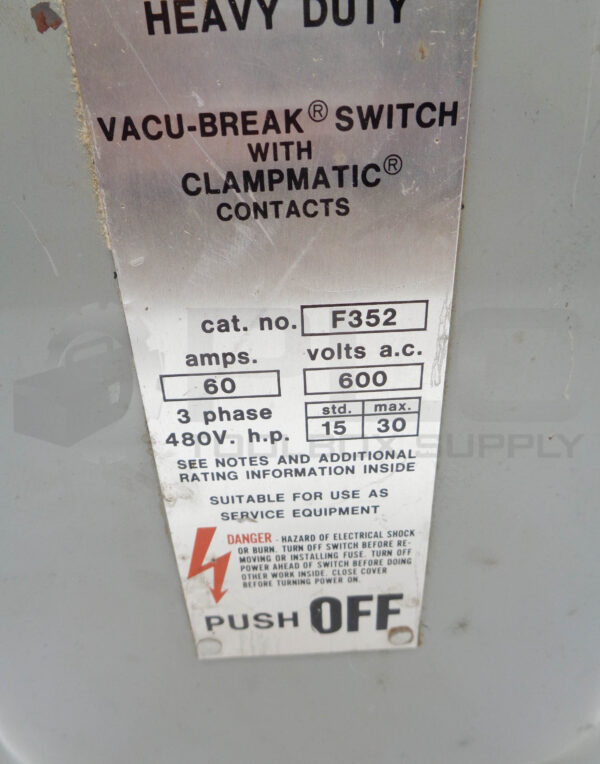 HEAVY DUTY
VACU-BREAK® SWITCH
WITH
CLAMPMATIC®
CONTACTS
cat. no. F352
amps. volts a.c.
60 600
3 phase std. max.
480V. h.p. 15 30
SEE NOTES AND ADDITIONAL
RATING INFORMATION INSIDE
SUITABLE FOR USE AS
SERVICE EQUIPMENT
DANGER - HAZARD OF ELECTRICAL SHOCK
OR BURN. TURN OFF SWITCH BEFORE RE-
MOVING OR INSTALLING FUSE. TURN OFF
POWER AHEAD OF SWITCH BEFORE DOING
OTHER WORK INSIDE. CLOSE COVER
BEFORE TURNING POWER ON.
PUSH OFF
PLC
TOOLBOX SUPPLY